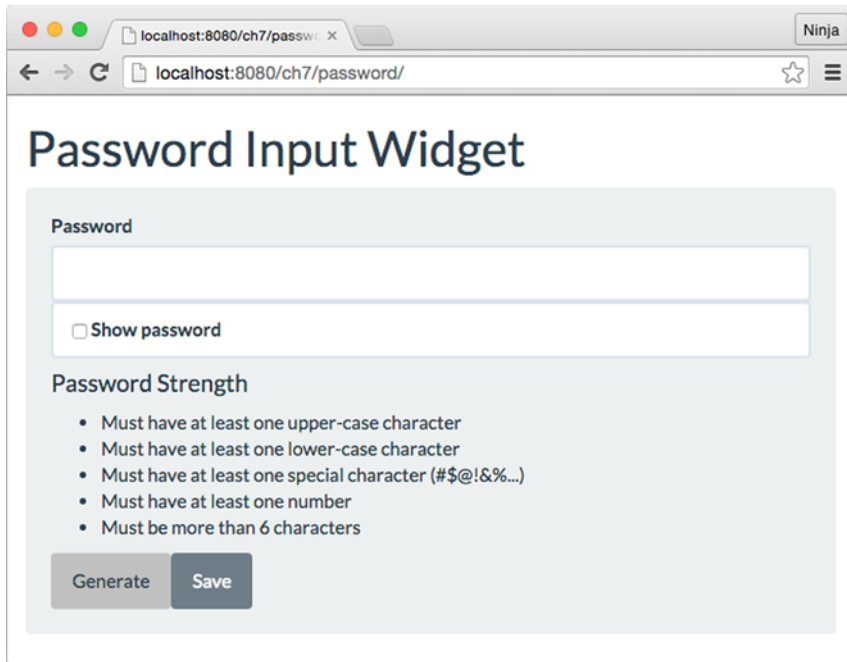 localhost:8080/ch7/passwo
Ninja
localhost:8080/ch7/password/
Password Input Widget
Password
Show password
Password Strength
Must have at least one upper-case character
Must have at least one lower-case character
Must have at least one special character (#$@!&%...)
Must have at least one number
Must be more than 6 characters
Generate
Save